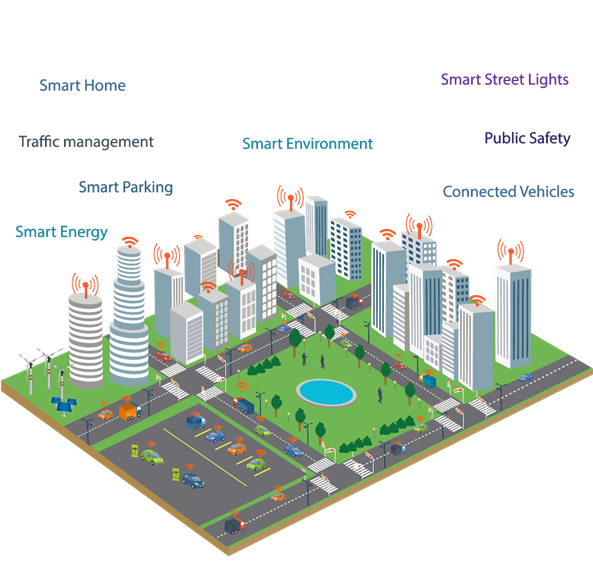 Smart Home
Smart Street Lights
Traffic management
Smart Environment
Public Safety
Smart Parking
Connected Vehicles
Smart Energy